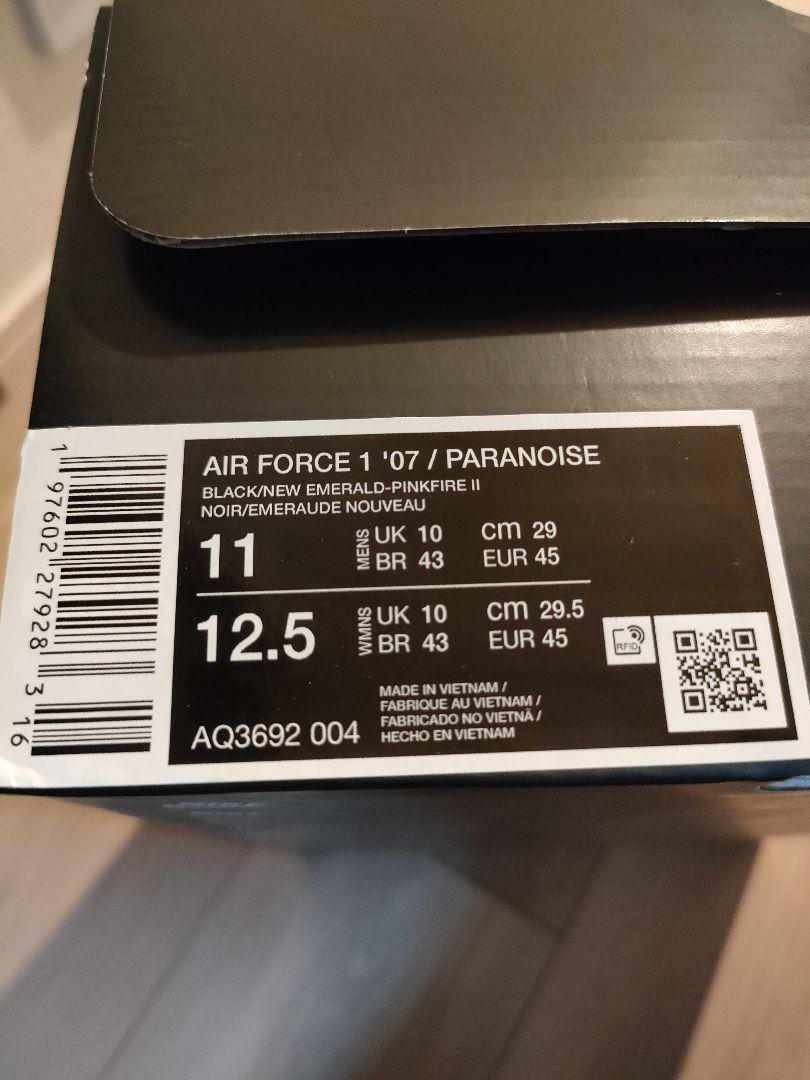 AIR FORCE 1 '07 / PARANOISE
BLACK/NEW EMERALD-PINKFIRE II
NOIR/EMERAUDE NOUVEAU
11 MENS UK 10 cm 29
BR 43 EUR 45
12.5 WMNS UK 10 cm 29.5
BR 43 EUR 45
RFID
AQ3692 004
MADE IN VIETNAM /
FABRIQUE AU VIETNAM /
FABRICADO NO VIETNÃ /
HECHO EN VIETNAM
1 97602 27928 3 16